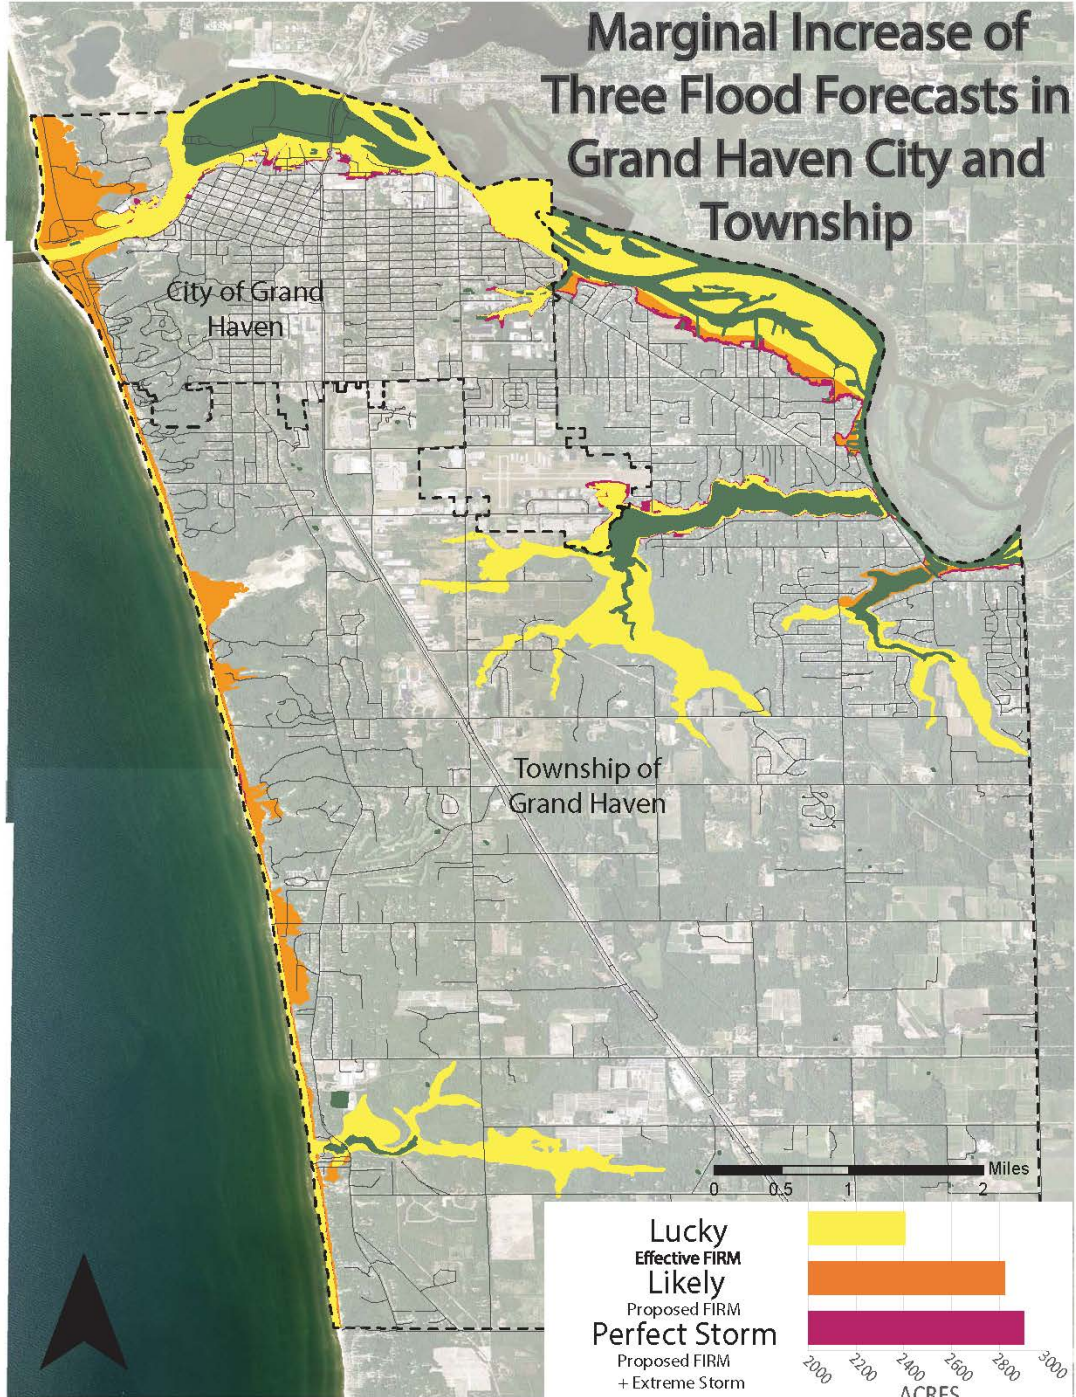 Marginal Increase of
Three Flood Forecasts in
Grand Haven City and
Township
City of Grand
Haven
Township of
Grand Haven
Miles
0 0.5 1 2
Lucky
Effective FIRM
Likely
Proposed FIRM
Perfect Storm
Proposed FIRM
+ Extreme Storm
2000 2200 2400 2600 2800 3000
ACRES